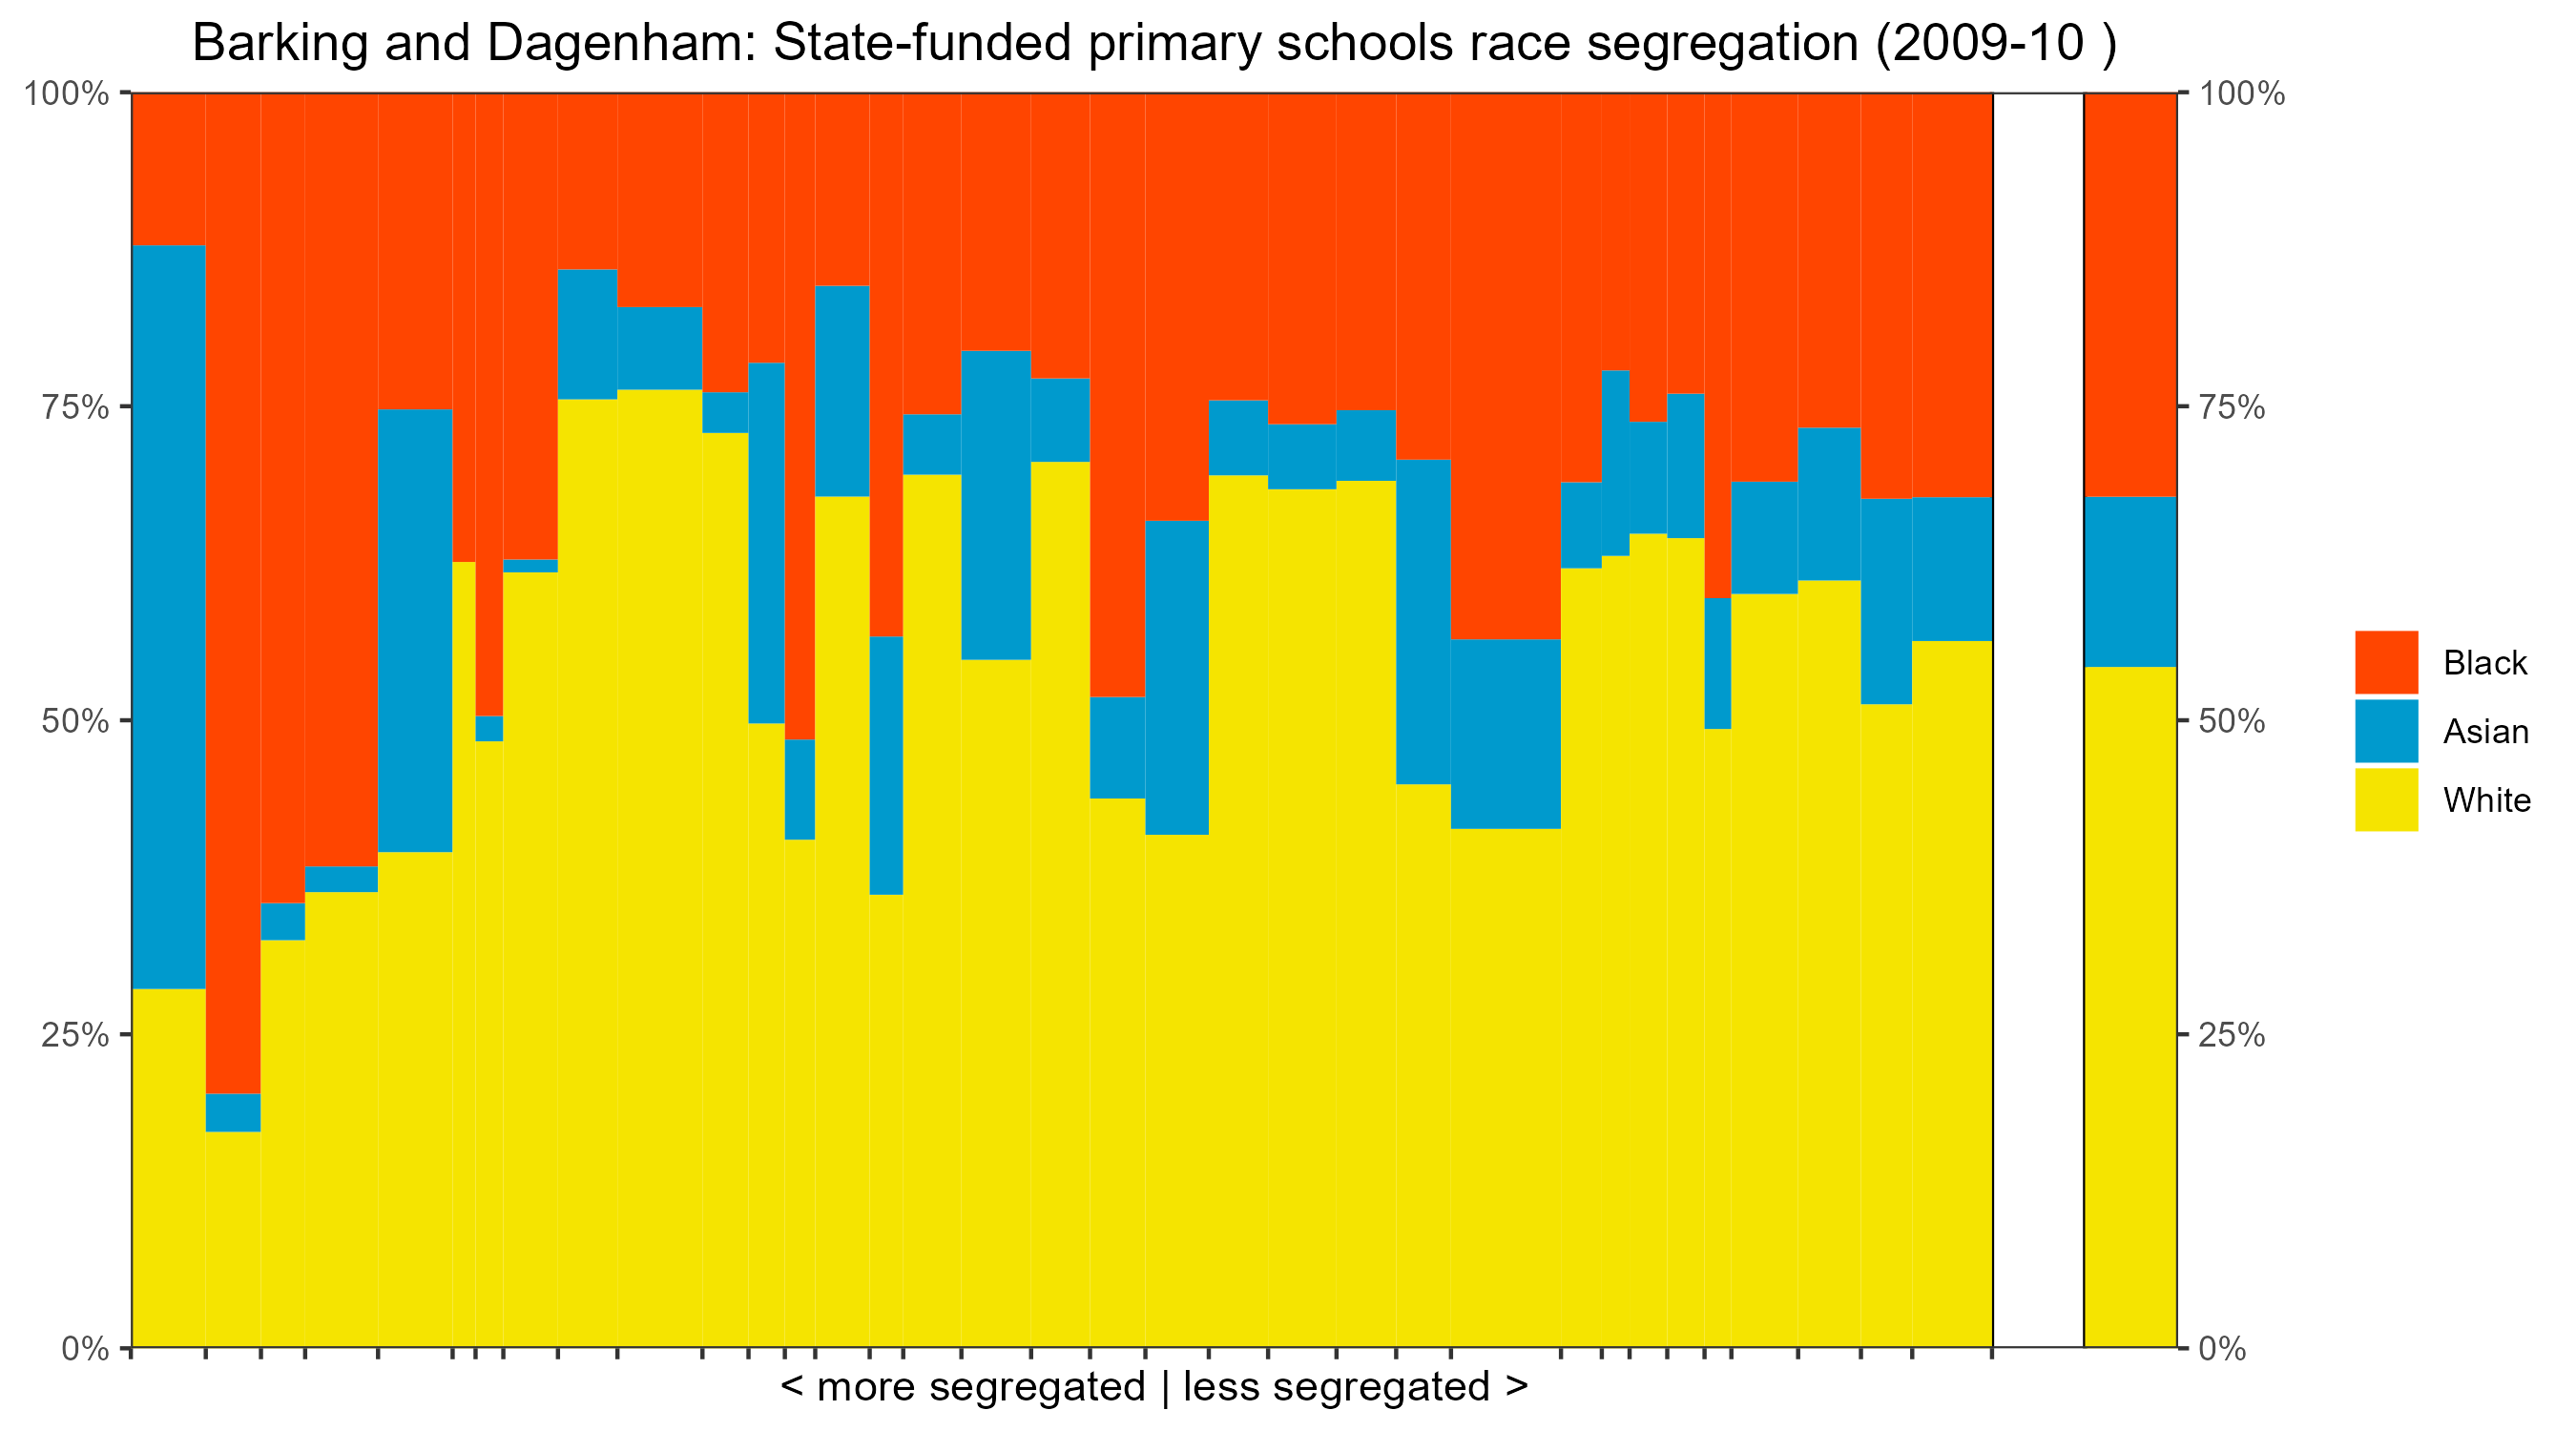 Barking and Dagenham: State-funded primary schools race segregation (2009-10 )
100%
100%
75%
75%
50%
50%
25%
25%
0%
0%
Black
Asian
White
< more segregated | less segregated >